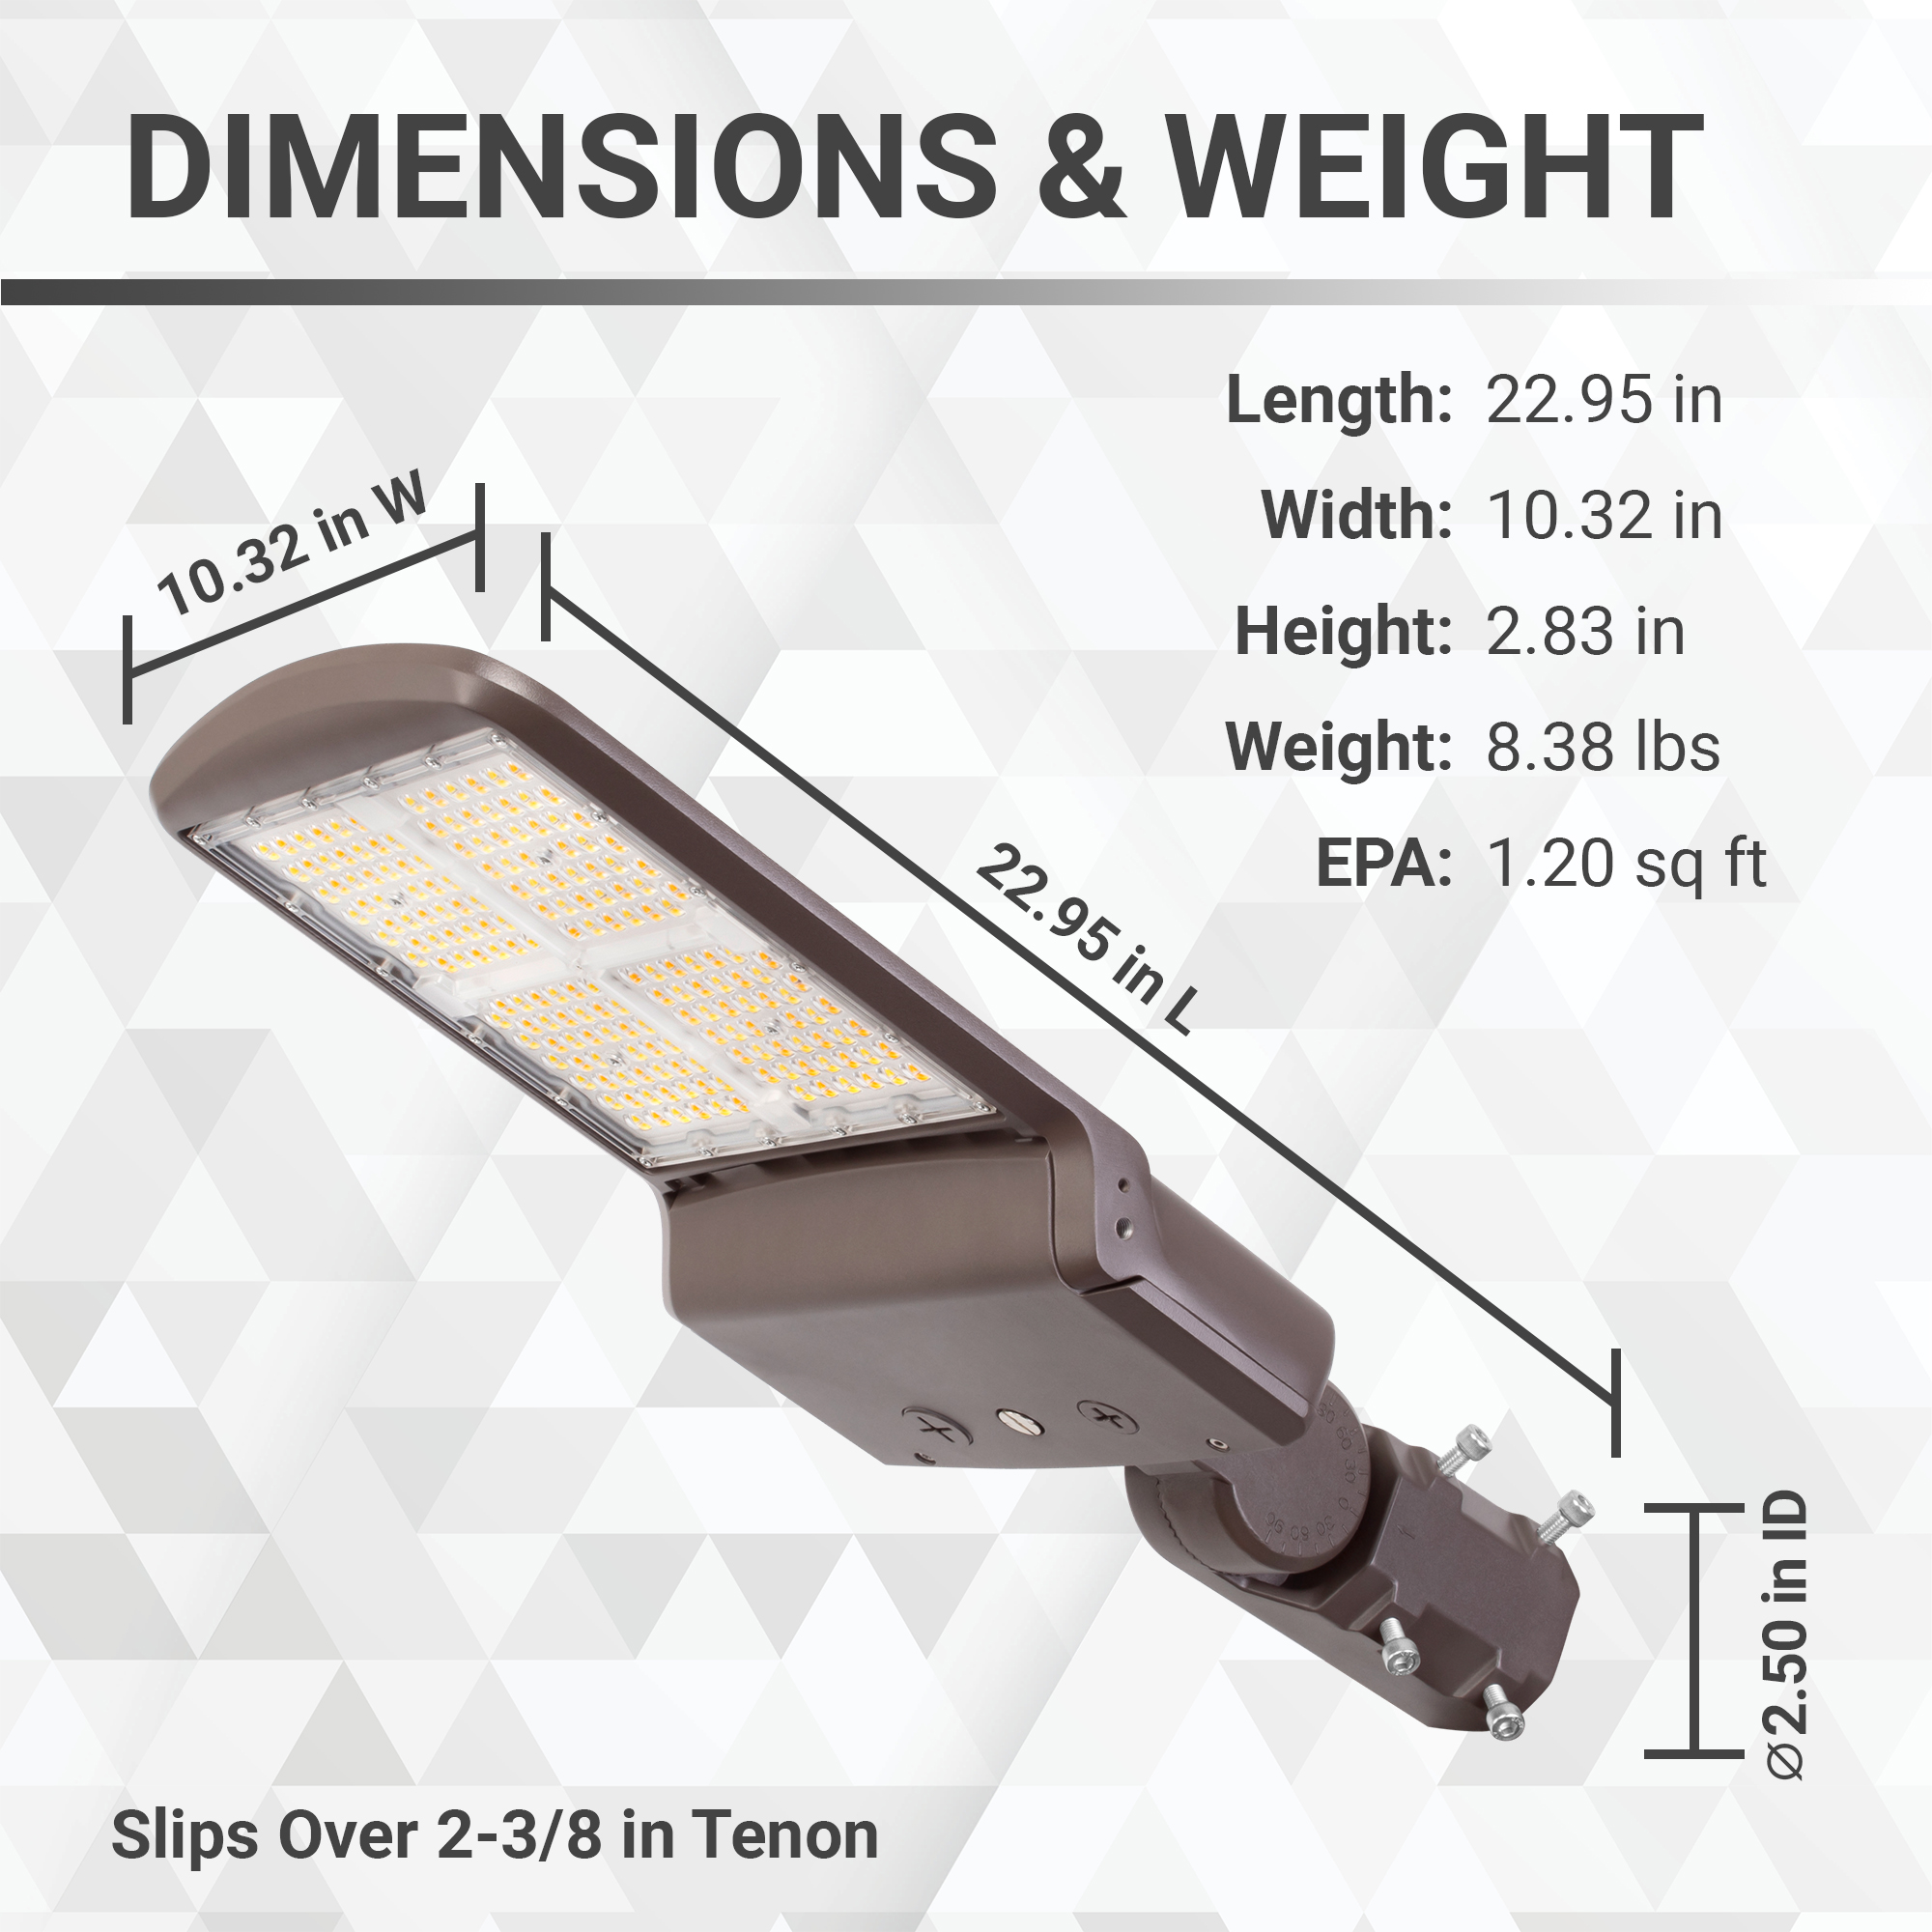 DIMENSIONS & WEIGHT
Length: 22.95 in
Width: 10.32 in
Height: 2.83 in
Weight: 8.38 lbs
EPA: 1.20 sq ft
10.32 in W
22.95 in L
⌀2.50 in ID
Slips Over 2-3/8 in Tenon